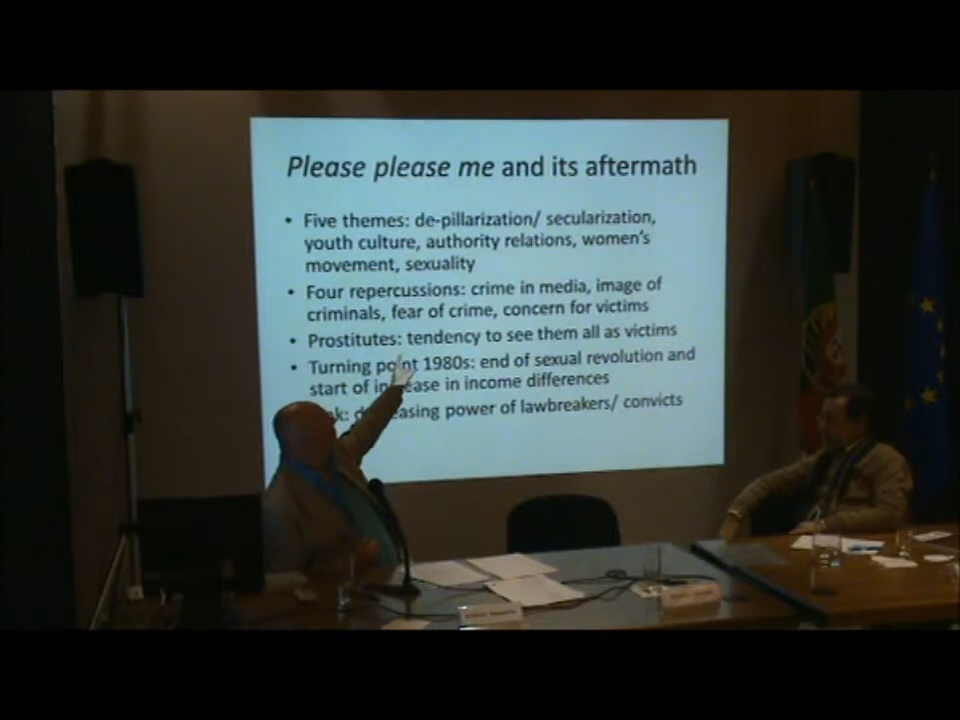 Please please me and its aftermath
• Five themes: de-pillarization/ secularization,
youth culture, authority relations, women's
movement, sexuality
• Four repercussions: crime in media, image of
criminals, fear of crime, concern for victims
• Prostitutes: tendency to see them all as victims
• Turning point 1980s: end of sexual revolution and
start of increase in income differences
power of lawbreakers/ convicts